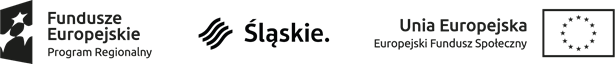 Fundusze
Europejskie
Program Regionalny
Śląskie.
Unia Europejska
Europejski Fundusz Społeczny